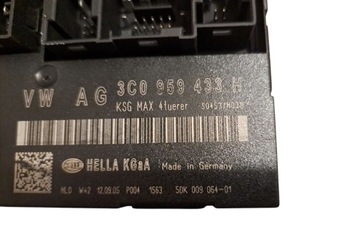 VW AG 3C0 959 433 H
KSG MAX 4tuerer
HELLA KGaA Made in Germany
HLO W42 12.09.05 P004 1563 5DK 009 064-01